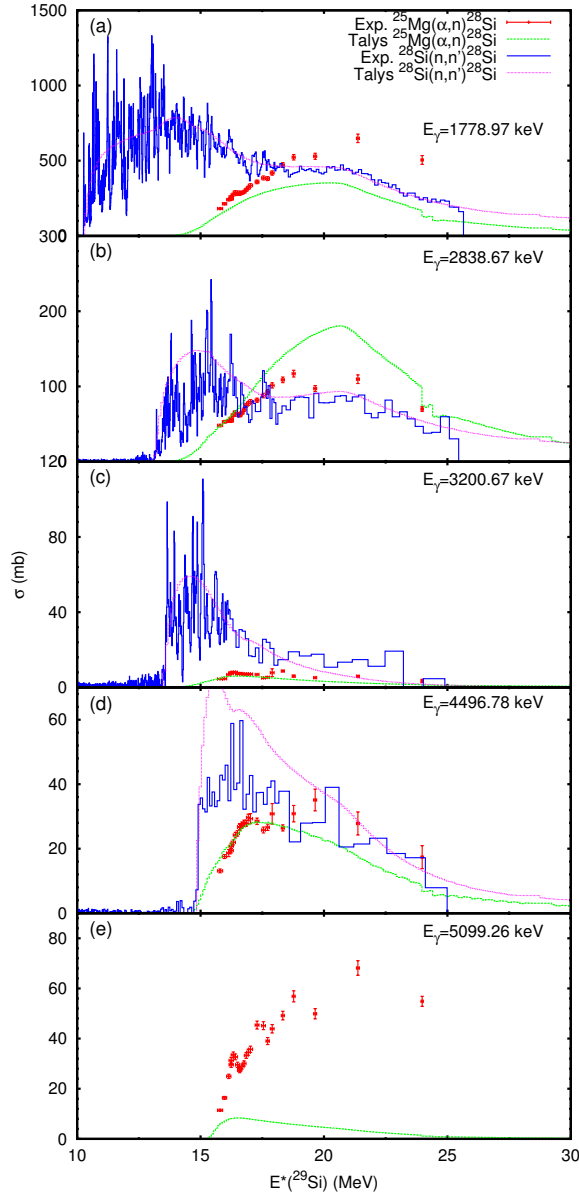 1500
(a)
Exp. ²⁵Mg(α,n)²⁸Si
Talys ²⁵Mg(α,n)²⁸Si
Exp. ²⁸Si(n,n')²⁸Si
Talys ²⁸Si(n,n')²⁸Si
1000
Eγ=1778.97 keV
500
0
300
(b)
Eγ=2838.67 keV
200
100
0
120
(c)
Eγ=3200.67 keV
80
40
0
σ (mb)
(d)
Eγ=4496.78 keV
60
40
20
0
(e)
Eγ=5099.26 keV
80
60
40
20
0
10 15 20 25 30
E*(²⁹Si) (MeV)